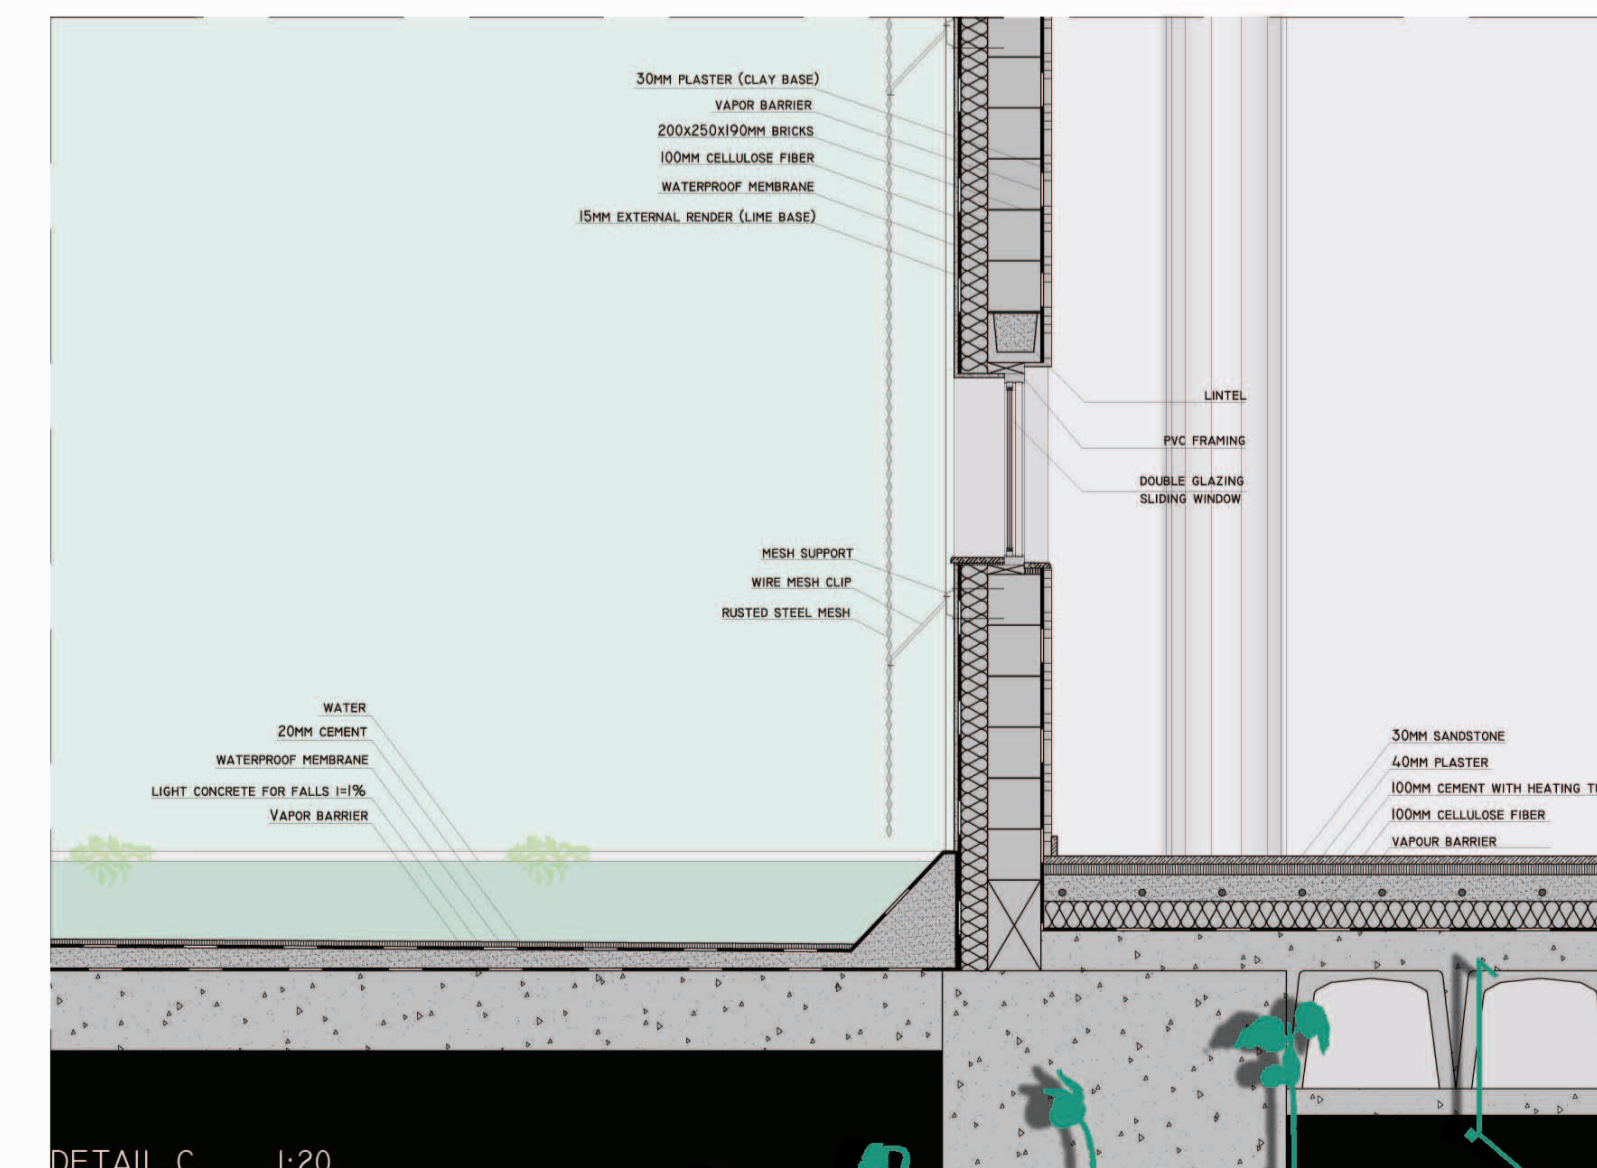 30MM PLASTER (CLAY BASE)
VAPOR BARRIER
200X250X190MM BRICKS
100MM CELLULOSE FIBER
WATERPROOF MEMBRANE
15MM EXTERNAL RENDER (LIME BASE)
LINTEL
PVC FRAMING
DOUBLE GLAZING
SLIDING WINDOW
MESH SUPPORT
WIRE MESH CLIP
RUSTED STEEL MESH
WATER
20MM CEMENT
WATERPROOF MEMBRANE
LIGHT CONCRETE FOR FALLS I=1%
VAPOR BARRIER
30MM SANDSTONE
40MM PLASTER
100MM CEMENT WITH HEATING
100MM CELLULOSE FIBER
VAPOUR BARRIER
DETAIL C 1:20